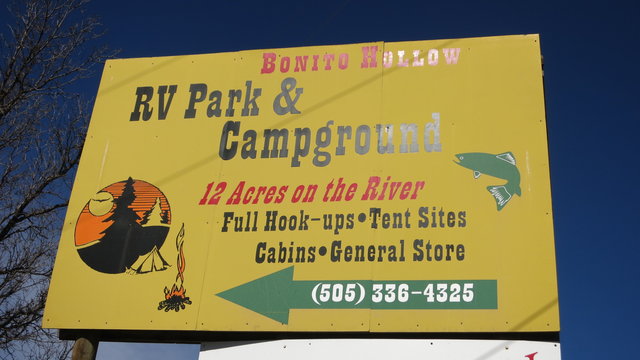 BONITO HOLLOW
RV PARK &
CAMPGROUND
12 Acres on the River
Full Hook-ups•Tent Sites
Cabins•General Store
(505) 336-4325